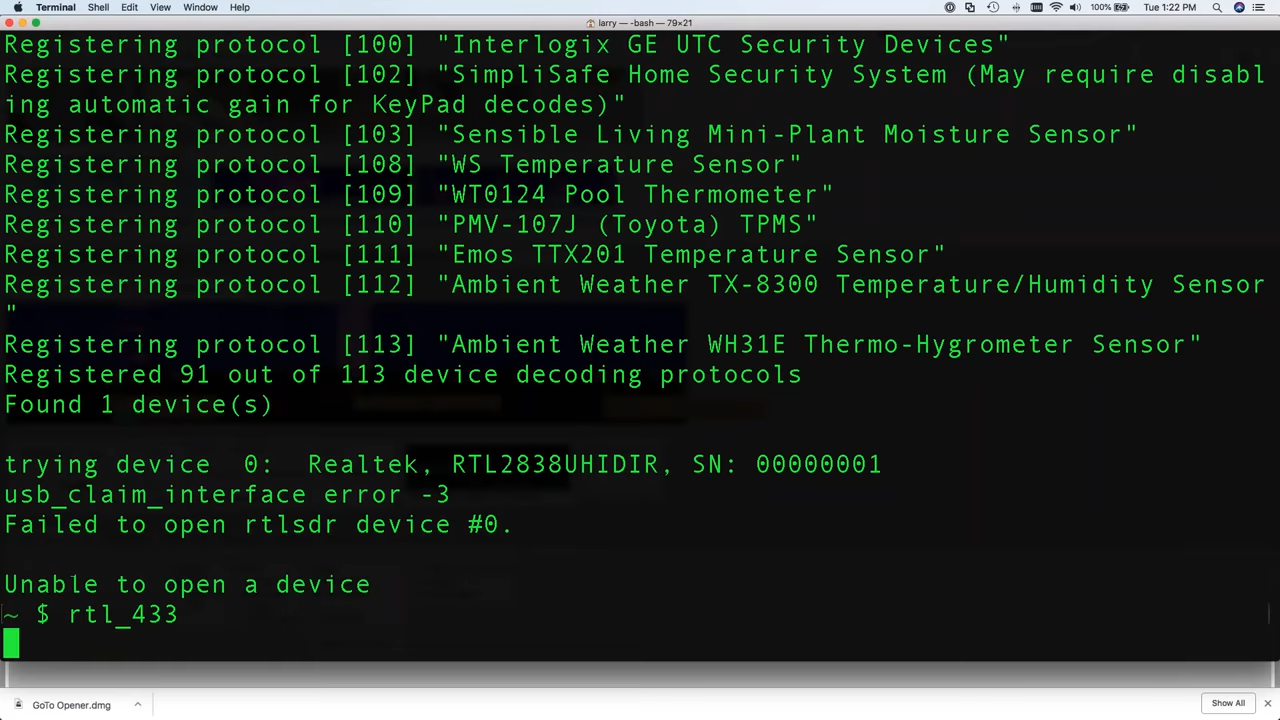 Terminal Shell Edit View Window Help 100% Tue 1:22 PM
larry — -bash — 79×21
Registering protocol [100] "Interlogix GE UTC Security Devices"
Registering protocol [102] "SimpliSafe Home Security System (May require disabl
ing automatic gain for KeyPad decodes)"
Registering protocol [103] "Sensible Living Mini-Plant Moisture Sensor"
Registering protocol [108] "WS Temperature Sensor"
Registering protocol [109] "WT0124 Pool Thermometer"
Registering protocol [110] "PMV-107J (Toyota) TPMS"
Registering protocol [111] "Emos TTX201 Temperature Sensor"
Registering protocol [112] "Ambient Weather TX-8300 Temperature/Humidity Sensor
"
Registering protocol [113] "Ambient Weather WH31E Thermo-Hygrometer Sensor"
Registered 91 out of 113 device decoding protocols
Found 1 device(s)
trying device  0:  Realtek, RTL2838UHIDIR, SN: 00000001
usb_claim_interface error -3
Failed to open rtlsdr device #0.
Unable to open a device
~ $ rtl_433
GoTo Opener.dmg
Show All